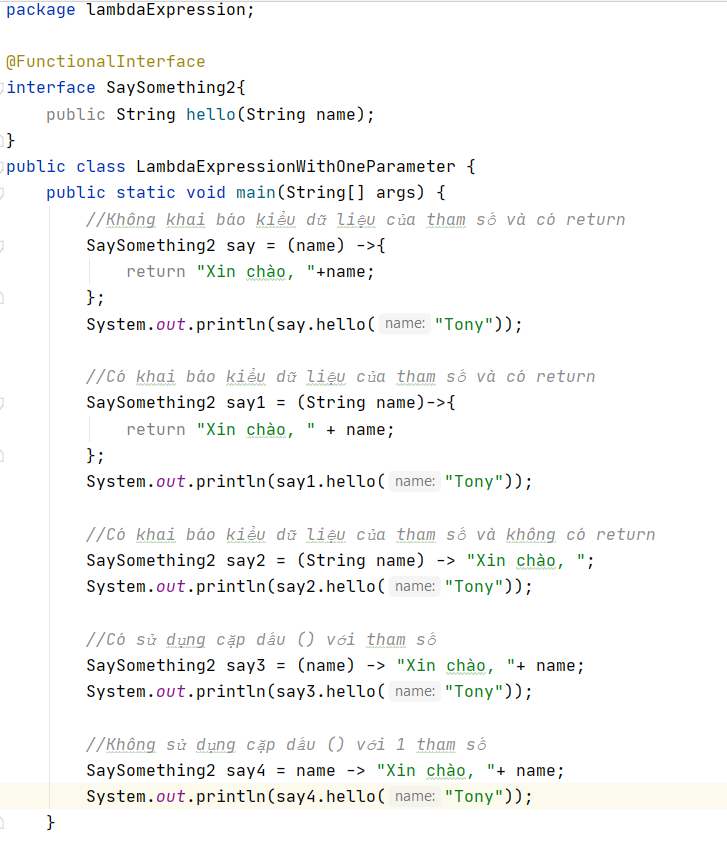 package lambdaExpression;
@FunctionalInterface
interface SaySomething2{
public String hello(String name);
}
public class LambdaExpressionWithOneParameter {
public static void main(String[] args) {
//Không khai báo kiểu dữ liệu của tham số và có return
SaySomething2 say = (name) ->{
return "Xin chào, "+name;
};
System.out.println(say.hello( name: "Tony"));
//Có khai báo kiểu dữ liệu của tham số và có return
SaySomething2 say1 = (String name)->{
return "Xin chào, " + name;
};
System.out.println(say1.hello( name: "Tony"));
//Có khai báo kiểu dữ liệu của tham số và không có return
SaySomething2 say2 = (String name) -> "Xin chào, ";
System.out.println(say2.hello( name: "Tony"));
//Có sử dụng cặp dấu () với tham số
SaySomething2 say3 = (name) -> "Xin chào, "+ name;
System.out.println(say3.hello( name: "Tony"));
//Không sử dụng cặp dấu () với 1 tham số
SaySomething2 say4 = name -> "Xin chào, "+ name;
System.out.println(say4.hello( name: "Tony"));
}